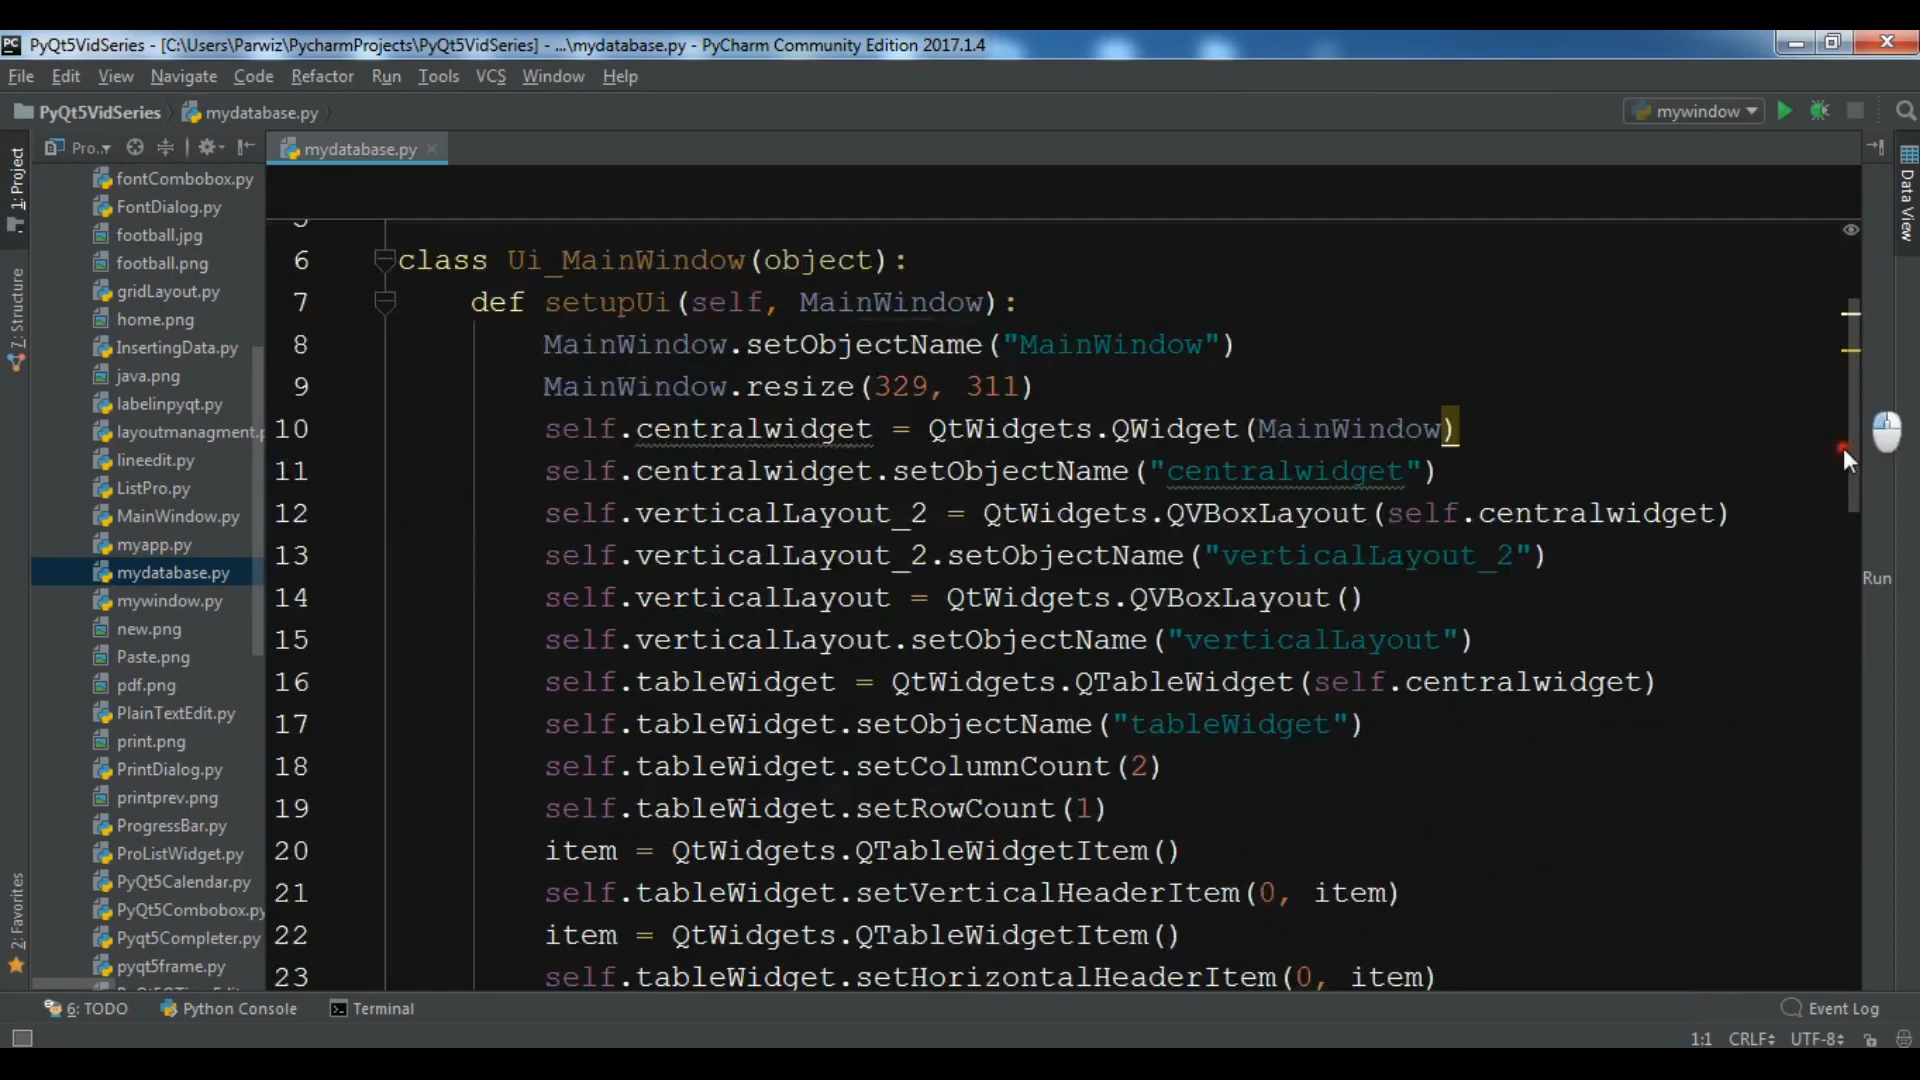 PyQt5VidSeries - [C:\Users\Parwiz\PycharmProjects\PyQt5VidSeries] - ...\mydatabase.py - PyCharm Community Edition 2017.1.4
File Edit View Navigate Code Refactor Run Tools VCS Window Help
PyQt5VidSeries mydatabase.py mywindow
Pro.. mydatabase.py
1: Project
7: Structure
2: Favorites
fontCombobox.py
FontDialog.py
football.jpg
football.png
gridLayout.py
home.png
InsertingData.py
java.png
labelinpyqt.py
layoutmanagment.p
lineedit.py
ListPro.py
MainWindow.py
myapp.py
mydatabase.py
mywindow.py
new.png
Paste.png
pdf.png
PlainTextEdit.py
print.png
PrintDialog.py
printprev.png
ProgressBar.py
ProListWidget.py
PyQt5Calendar.py
PyQt5Combobox.py
Pyqt5Completer.py
pyqt5frame.py
6 class Ui_MainWindow(object):
7 def setupUi(self, MainWindow):
8 MainWindow.setObjectName("MainWindow")
9 MainWindow.resize(329, 311)
10 self.centralwidget = QtWidgets.QWidget(MainWindow)
11 self.centralwidget.setObjectName("centralwidget")
12 self.verticalLayout_2 = QtWidgets.QVBoxLayout(self.centralwidget)
13 self.verticalLayout_2.setObjectName("verticalLayout_2")
14 self.verticalLayout = QtWidgets.QVBoxLayout()
15 self.verticalLayout.setObjectName("verticalLayout")
16 self.tableWidget = QtWidgets.QTableWidget(self.centralwidget)
17 self.tableWidget.setObjectName("tableWidget")
18 self.tableWidget.setColumnCount(2)
19 self.tableWidget.setRowCount(1)
20 item = QtWidgets.QTableWidgetItem()
21 self.tableWidget.setVerticalHeaderItem(0, item)
22 item = QtWidgets.QTableWidgetItem()
23 self.tableWidget.setHorizontalHeaderItem(0, item)
Data View
Run
6: TODO Python Console Terminal Event Log
1:1 CRLF UTF-8